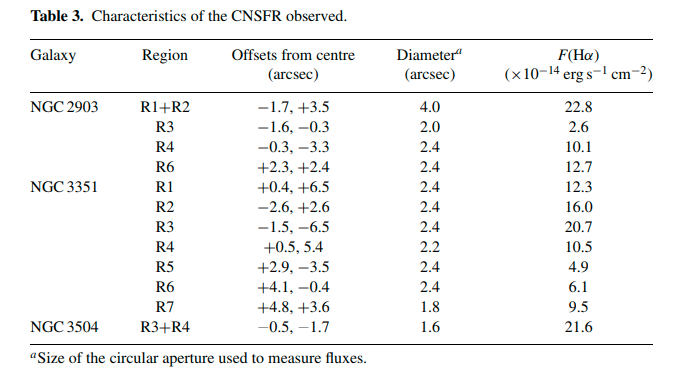 Table 3. Characteristics of the CNSFR observed.
Galaxy Region Offsets from centre Diameterᵃ F(Hα)
(arcsec) (arcsec) (×10⁻¹⁴ erg s⁻¹ cm⁻²)
NGC 2903 R1+R2 −1.7, +3.5 4.0 22.8
R3 −1.6, −0.3 2.0 2.6
R4 −0.3, −3.3 2.4 10.1
R6 +2.3, +2.4 2.4 12.7
NGC 3351 R1 +0.4, +6.5 2.4 12.3
R2 −2.6, +2.6 2.4 16.0
R3 −1.5, −6.5 2.4 20.7
R4 +0.5, 5.4 2.2 10.5
R5 +2.9, −3.5 2.4 4.9
R6 +4.1, −0.4 2.4 6.1
R7 +4.8, +3.6 1.8 9.5
NGC 3504 R3+R4 −0.5, −1.7 1.6 21.6
ᵃSize of the circular aperture used to measure fluxes.